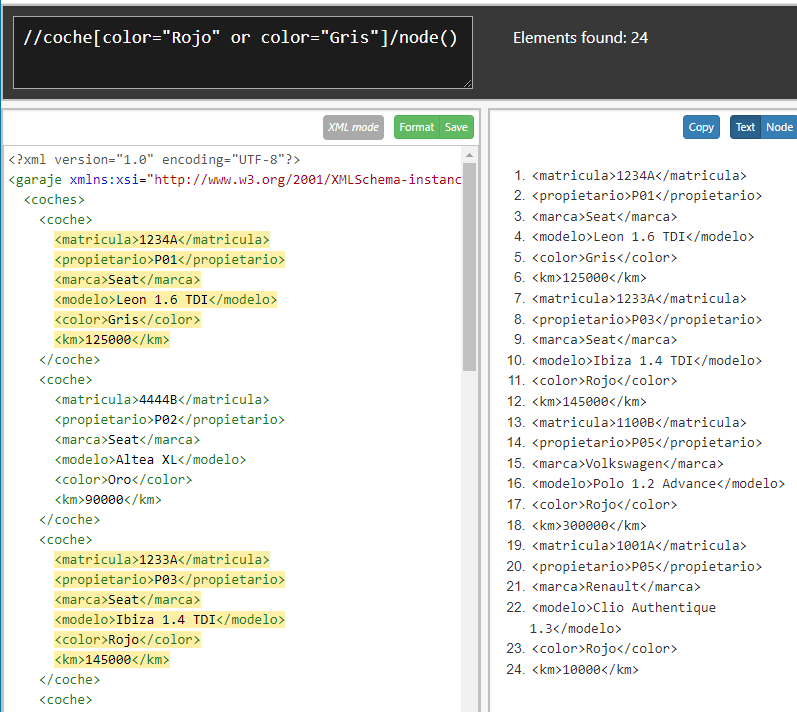 //coche[color="Rojo" or color="Gris"]/node()
Elements found: 24
XML mode
Format
Save
<?xml version="1.0" encoding="UTF-8"?>
<garaje xmlns:xsi="http://www.w3.org/2001/XMLSchema-instanc
<coches>
<coche>
<matricula>1234A</matricula>
<propietario>P01</propietario>
<marca>Seat</marca>
<modelo>Leon 1.6 TDI</modelo>
<color>Gris</color>
<km>125000</km>
</coche>
<coche>
<matricula>4444B</matricula>
<propietario>P02</propietario>
<marca>Seat</marca>
<modelo>Altea XL</modelo>
<color>Oro</color>
<km>90000</km>
</coche>
<coche>
<matricula>1233A</matricula>
<propietario>P03</propietario>
<marca>Seat</marca>
<modelo>Ibiza 1.4 TDI</modelo>
<color>Rojo</color>
<km>145000</km>
</coche>
<coche>
Copy
Text
Node
1. <matricula>1234A</matricula>
2. <propietario>P01</propietario>
3. <marca>Seat</marca>
4. <modelo>Leon 1.6 TDI</modelo>
5. <color>Gris</color>
6. <km>125000</km>
7. <matricula>1233A</matricula>
8. <propietario>P03</propietario>
9. <marca>Seat</marca>
10. <modelo>Ibiza 1.4 TDI</modelo>
11. <color>Rojo</color>
12. <km>145000</km>
13. <matricula>1100B</matricula>
14. <propietario>P05</propietario>
15. <marca>Volkswagen</marca>
16. <modelo>Polo 1.2 Advance</modelo>
17. <color>Rojo</color>
18. <km>300000</km>
19. <matricula>1001A</matricula>
20. <propietario>P05</propietario>
21. <marca>Renault</marca>
22. <modelo>Clio Authentique
1.3</modelo>
23. <color>Rojo</color>
24. <km>10000</km>